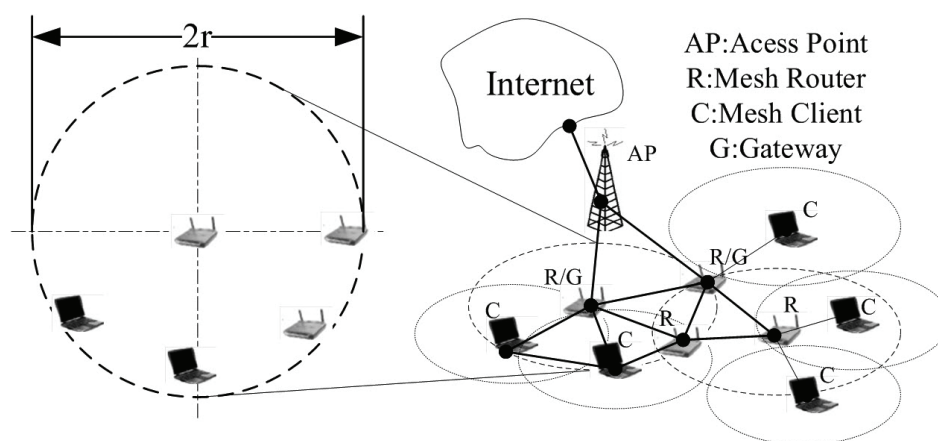 2r
Internet
AP:Acess Point
R:Mesh Router
C:Mesh Client
G:Gateway
AP
C
R/G
R/G
C
R
R
C
C
C